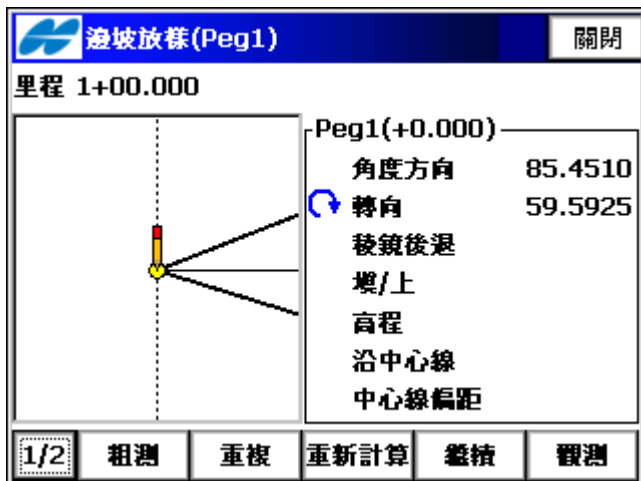 邊坡放樣(Peg1)
關閉
里程 1+00.000
Peg1(+0.000)
角度方向 85.4510
轉向 59.5925
稜鏡後退
填/上
高程
沿中心線
中心線偏距
1/2 粗測 重複 重新計算 繼續 觀測